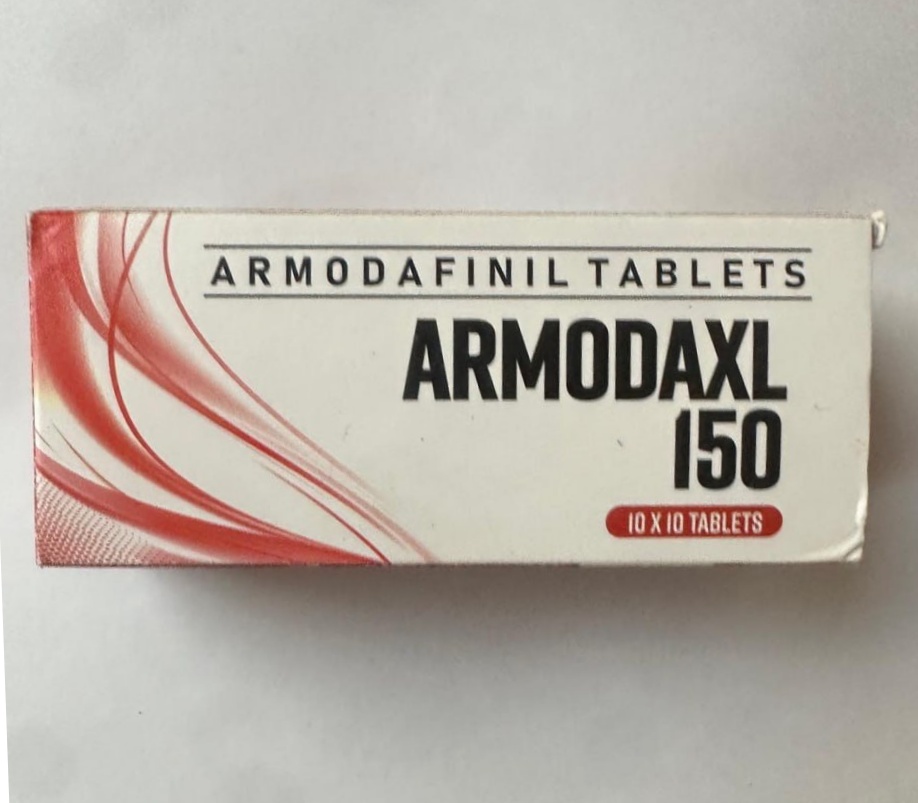 ARMODAFINIL TABLETS
ARMODAXL
150
10 X 10 TABLETS